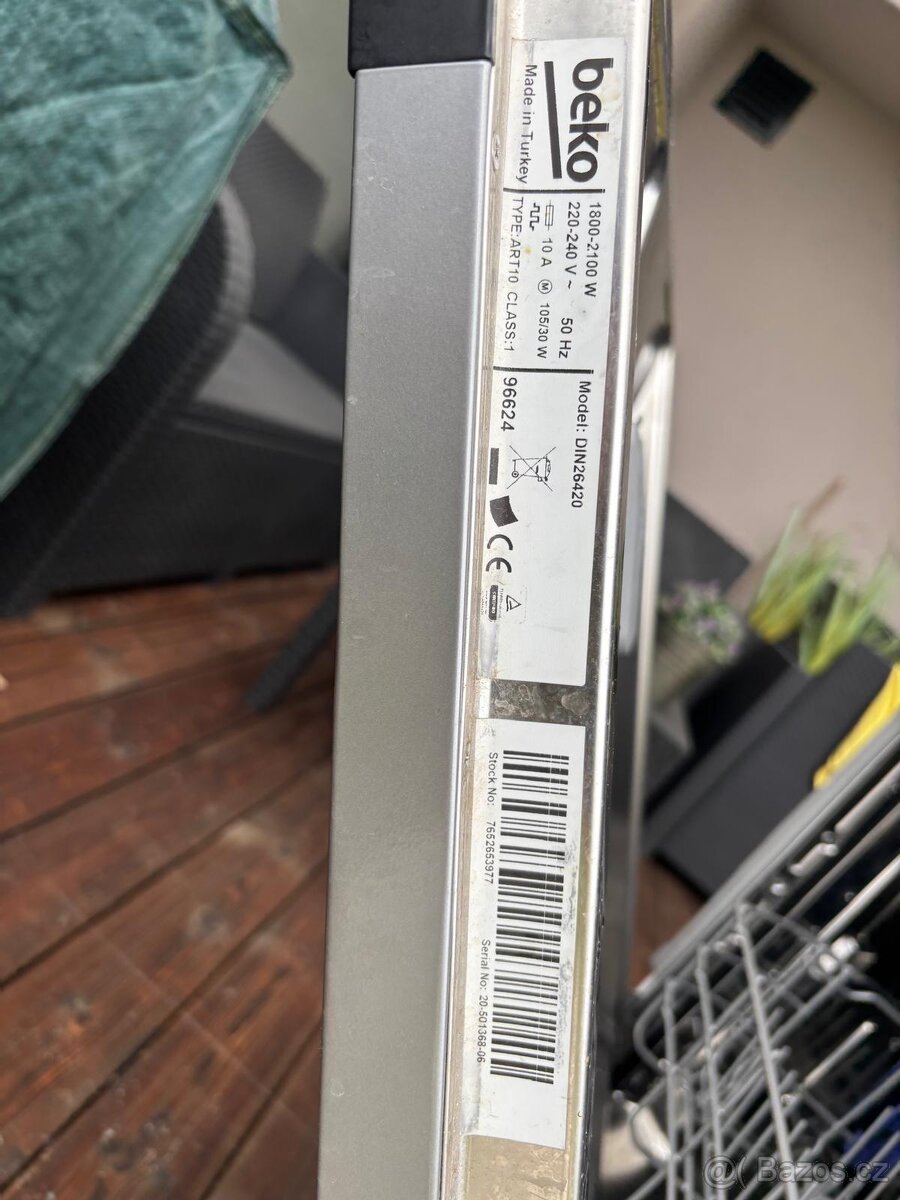 beko
Made in Turkey
1800-2100 W
220-240 V ~ 50 Hz
10 A M 105/30 W
TYPE:ART10 CLASS:1
Model: DIN26420
96624
CE
Stock No: 7652653977
Serial No: 20-501368-06
@( Bazos.cz